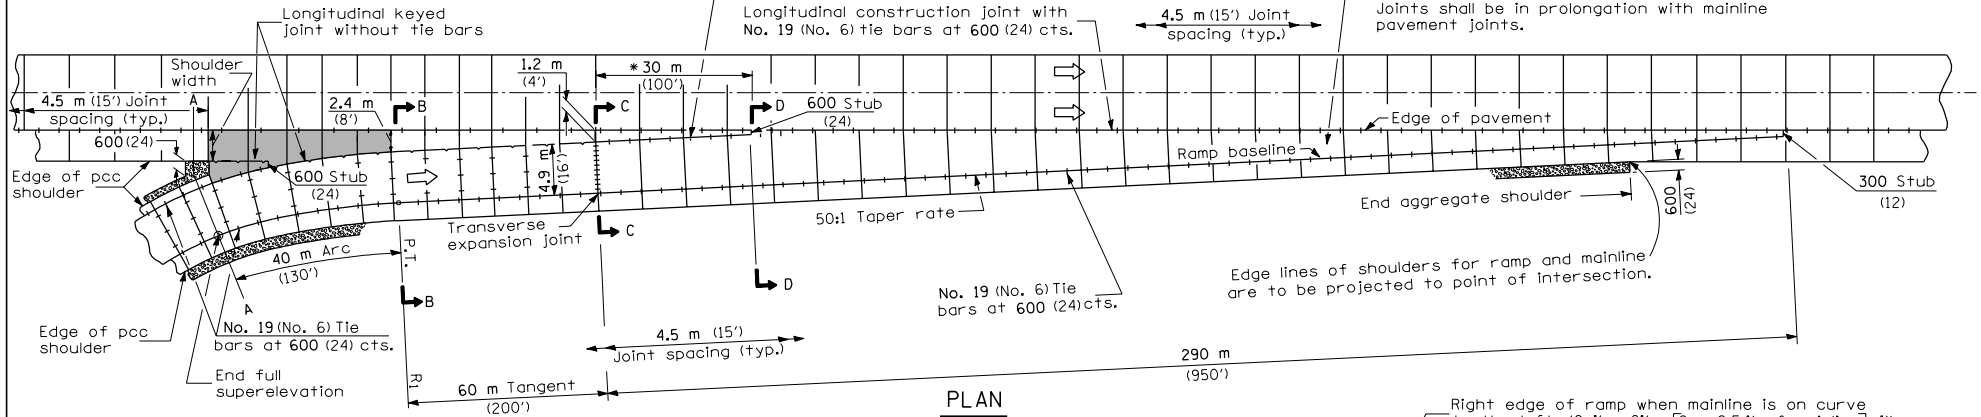 Longitudinal keyed
joint without tie bars
Longitudinal construction joint with
No. 19 (No. 6) tie bars at 600 (24) cts.
4.5 m (15') Joint
spacing (typ.)
Joints shall be in prolongation with mainline
pavement joints.
Shoulder
width
1.2 m
(4')
* 30 m
(100')
4.5 m (15') Joint
spacing (typ.)
A
2.4 m
(8')
B
C
D
600 Stub
(24)
600 (24)
Edge of pavement
Ramp baseline
Edge of pcc
shoulder
600 Stub
(24)
4.9 m
(16')
300 Stub
(12)
600
(24)
End aggregate shoulder
50:1 Taper rate
Transverse
expansion joint
C
40 m Arc
(130')
P.T.
A
B
D
Edge lines of shoulders for ramp and mainline
are to be projected to point of intersection.
No. 19 (No. 6) Tie
bars at 600 (24) cts.
Edge of pcc
shoulder
No. 19 (No. 6) Tie
bars at 600 (24) cts.
4.5 m (15')
Joint spacing (typ.)
End full
superelevation
R1
60 m Tangent
(200')
290 m
(950')
PLAN
Right edge of ramp when mainline is on curve